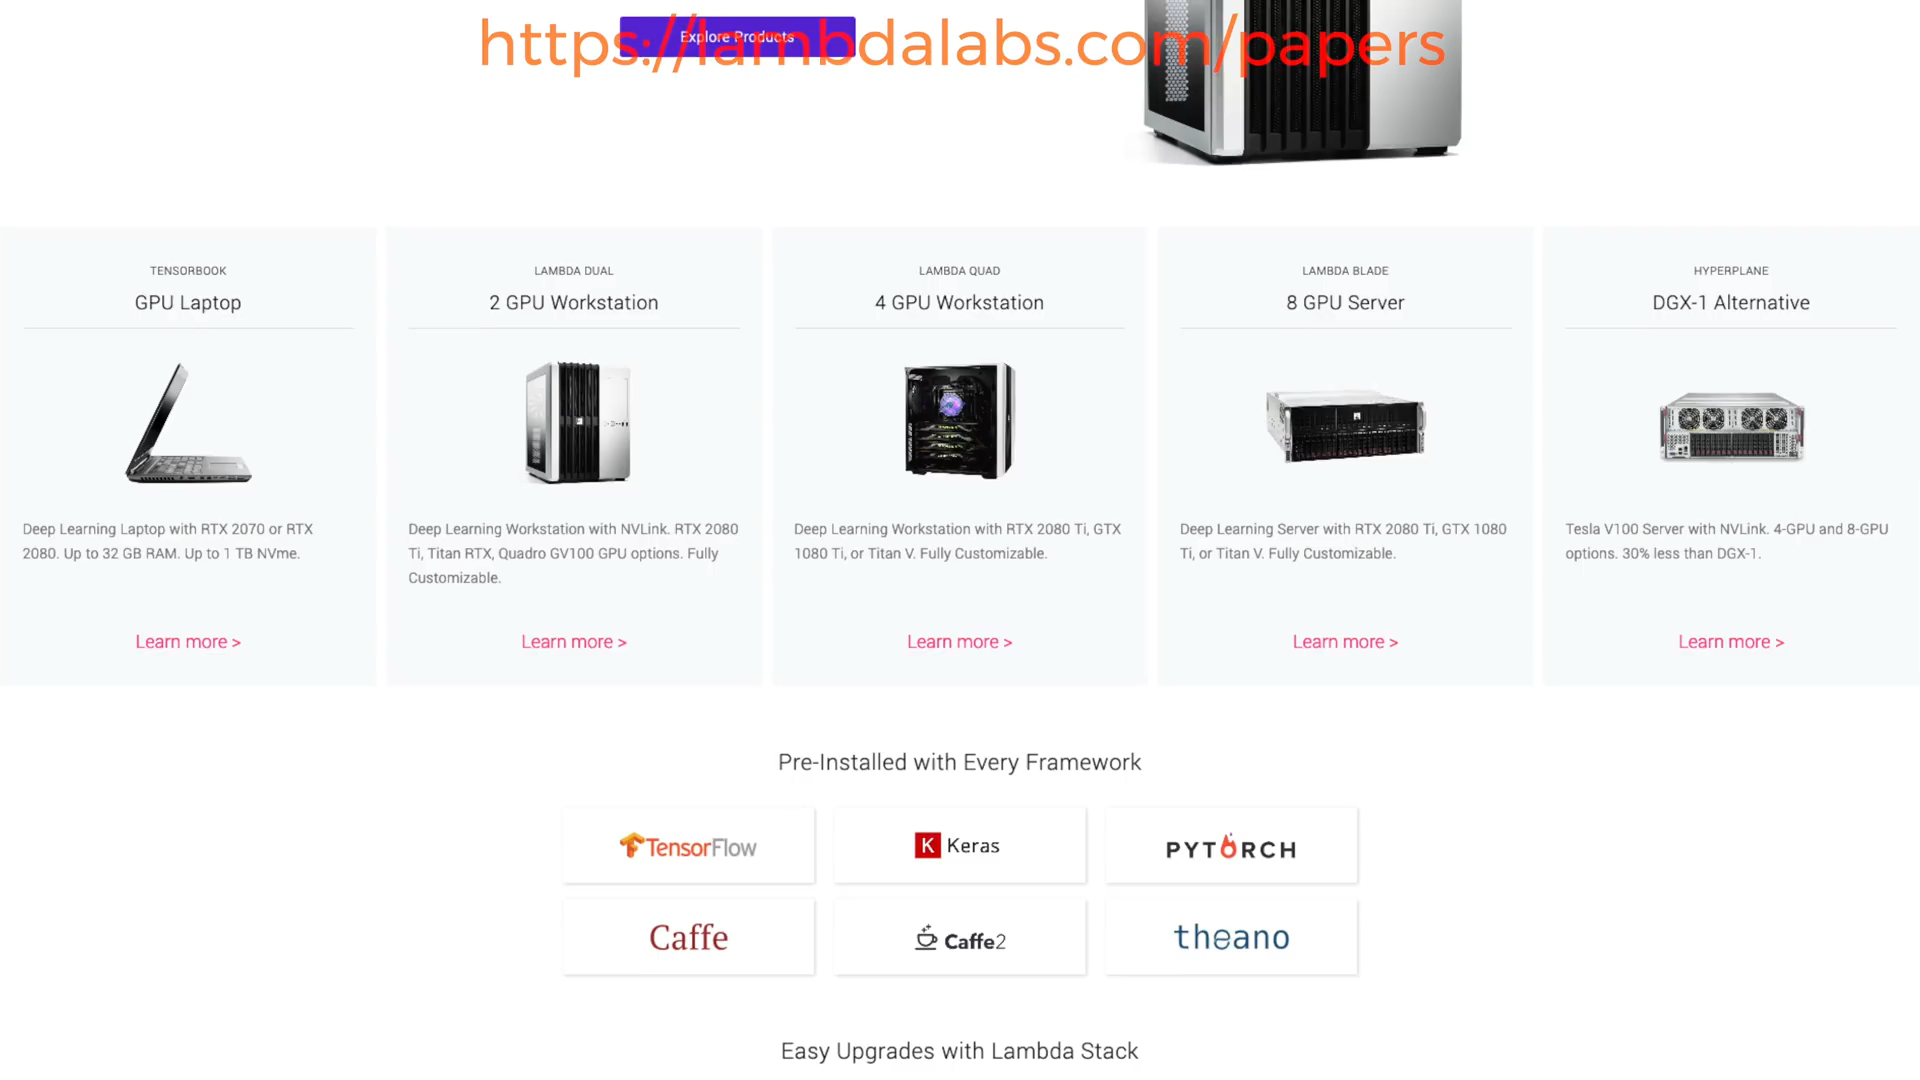 https://lambdalabs.com/papers
Explore Products
TENSORBOOK
GPU Laptop
Deep Learning Laptop with RTX 2070 or RTX
2080. Up to 32 GB RAM. Up to 1 TB NVme.
Learn more >
LAMBDA DUAL
2 GPU Workstation
Deep Learning Workstation with NVLink. RTX 2080
Ti, Titan RTX, Quadro GV100 GPU options. Fully
Customizable.
Learn more >
LAMBDA QUAD
4 GPU Workstation
Deep Learning Workstation with RTX 2080 Ti, GTX
1080 Ti, or Titan V. Fully Customizable.
Learn more >
LAMBDA BLADE
8 GPU Server
Deep Learning Server with RTX 2080 Ti, GTX 1080
Ti, or Titan V. Fully Customizable.
Learn more >
HYPERPLANE
DGX-1 Alternative
Tesla V100 Server with NVLink. 4-GPU and 8-GPU
options. 30% less than DGX-1.
Learn more >
Pre-Installed with Every Framework
TensorFlow
K Keras
PYTORCH
Caffe
Caffe2
theano
Easy Upgrades with Lambda Stack